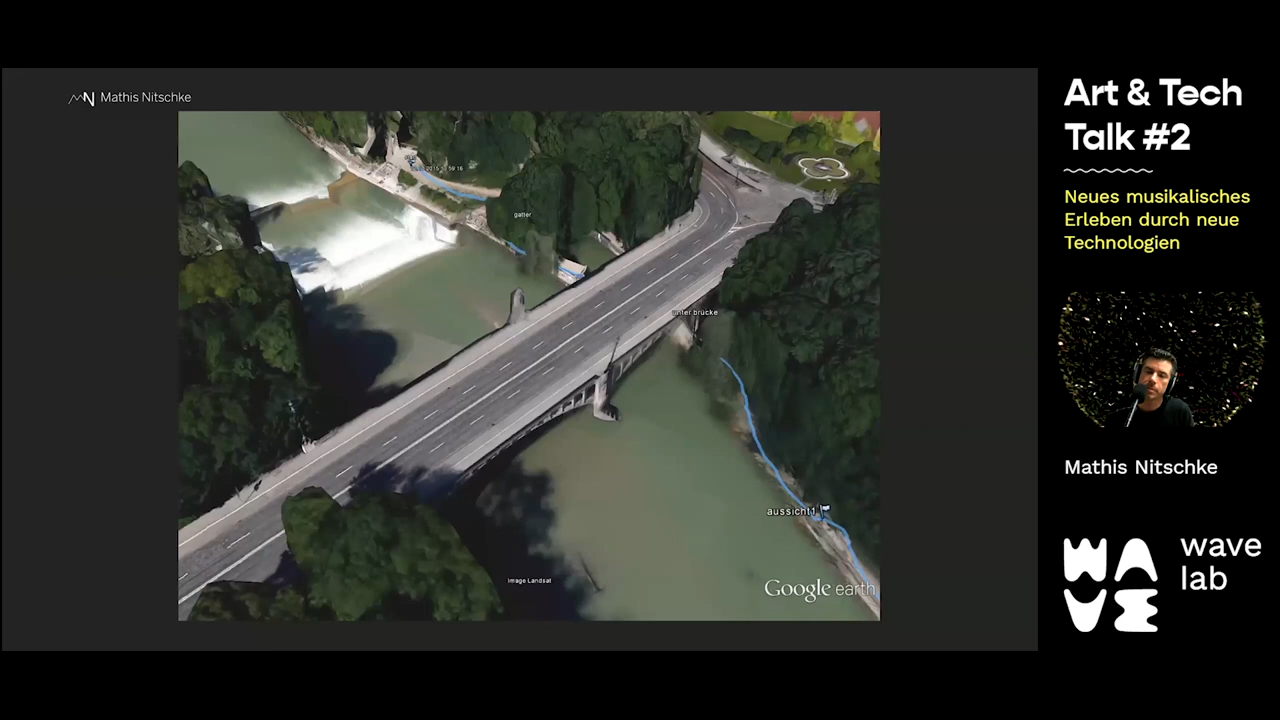 Mathis Nitschke
gatter
unter brücke
aussicht1
Image Landsat
Google earth
Art & Tech
Talk #2
Neues musikalisches
Erleben durch neue
Technologien
Mathis Nitschke
WAVE
wave
lab